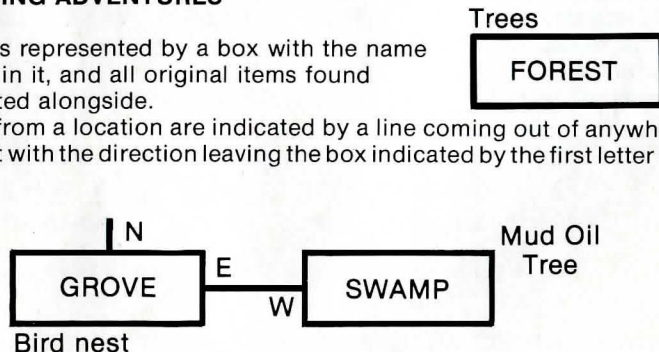 NG ADVENTURES
Trees
s represented by a box with the name
in it, and all original items found
ted alongside.
FOREST
from a location are indicated by a line coming out of anywh
t with the direction leaving the box indicated by the first letter
N
Mud Oil
Tree
GROVE
E
W
SWAMP
Bird nest